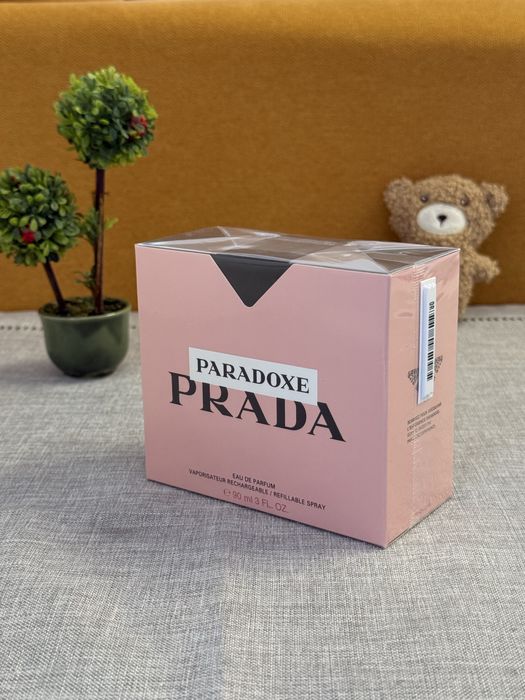 PARADOXE
PRADA
EAU DE PARFUM
VAPORISATEUR RECHARGEABLE / REFILLABLE SPRAY
℮ 90 ml 3 FL. OZ.